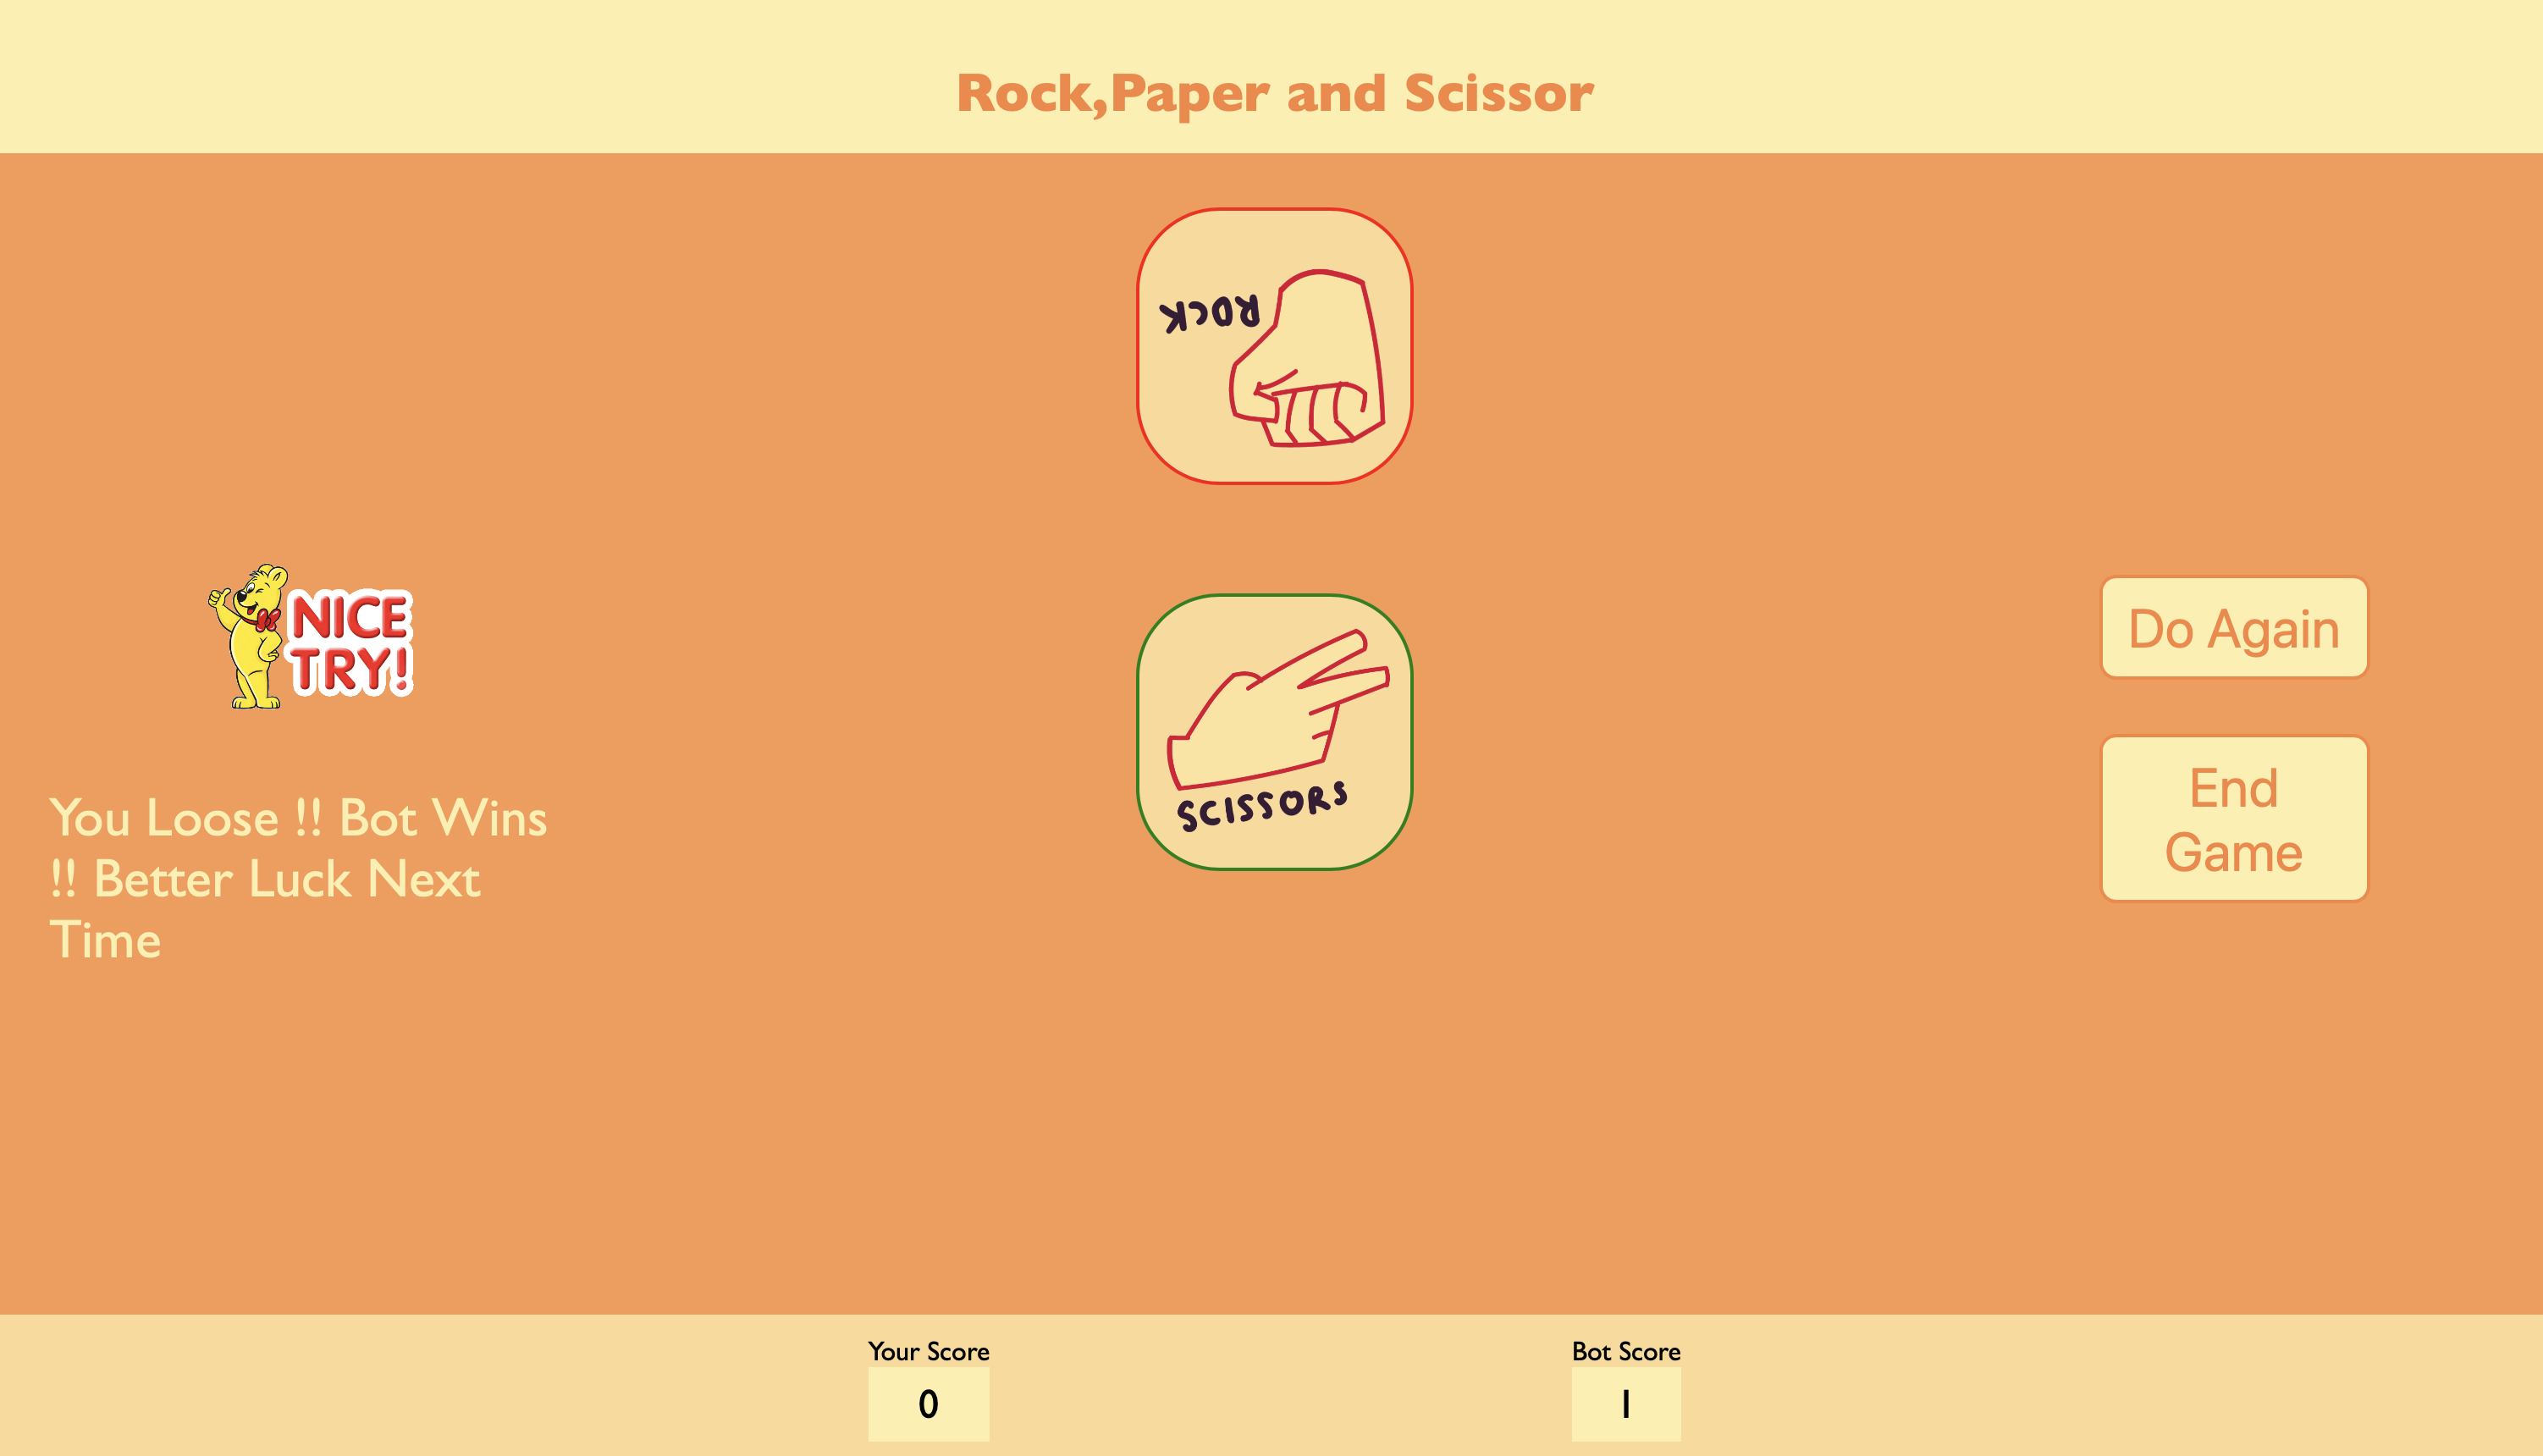 Rock,Paper and Scissor
ROCK
NICE
TRY!
SCISSORS
You Loose !! Bot Wins
!! Better Luck Next
Time
Do Again
End
Game
Your Score
0
Bot Score
1